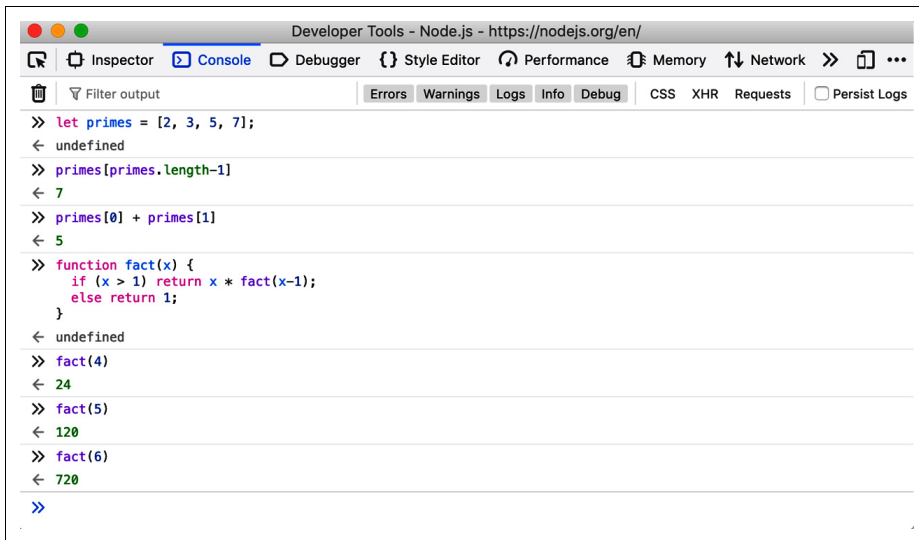 Developer Tools - Node.js - https://nodejs.org/en/
Inspector Console Debugger {} Style Editor Performance Memory Network >> •••
Filter output Errors Warnings Logs Info Debug CSS XHR Requests Persist Logs
>> let primes = [2, 3, 5, 7];
← undefined
>> primes[primes.length-1]
← 7
>> primes[0] + primes[1]
← 5
>> function fact(x) {
if (x > 1) return x * fact(x-1);
else return 1;
}
← undefined
>> fact(4)
← 24
>> fact(5)
← 120
>> fact(6)
← 720
>>